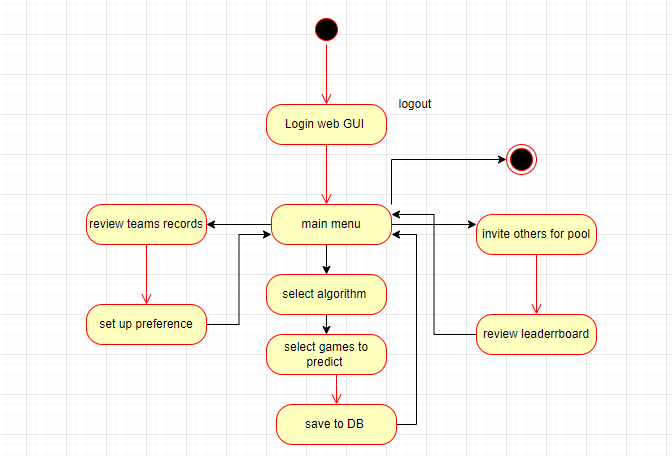 logout
Login web GUI
review teams records
main menu
invite others for pool
select algorithm
set up preference
review leaderrboard
select games to
predict
save to DB